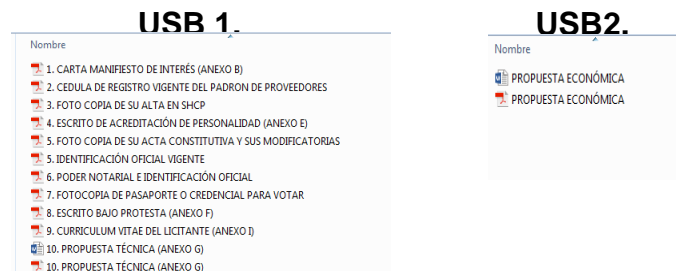 USB 1.
Nombre
1. CARTA MANIFIESTO DE INTERÉS (ANEXO B)
2. CEDULA DE REGISTRO VIGENTE DEL PADRON DE PROVEEDORES
3. FOTO COPIA DE SU ALTA EN SHCP
4. ESCRITO DE ACREDITACIÓN DE PERSONALIDAD (ANEXO E)
5. FOTO COPIA DE SU ACTA CONSTITUTIVA Y SUS MODIFICATORIAS
5. IDENTIFICACIÓN OFICIAL VIGENTE
6. PODER NOTARIAL E IDENTIFICACIÓN OFICIAL
7. FOTOCOPIA DE PASAPORTE O CREDENCIAL PARA VOTAR
8. ESCRITO BAJO PROTESTA (ANEXO F)
9. CURRICULUM VITAE DEL LICITANTE (ANEXO I)
10. PROPUESTA TÉCNICA (ANEXO G)
10. PROPUESTA TÉCNICA (ANEXO G)
USB2.
Nombre
PROPUESTA ECONÓMICA
PROPUESTA ECONÓMICA